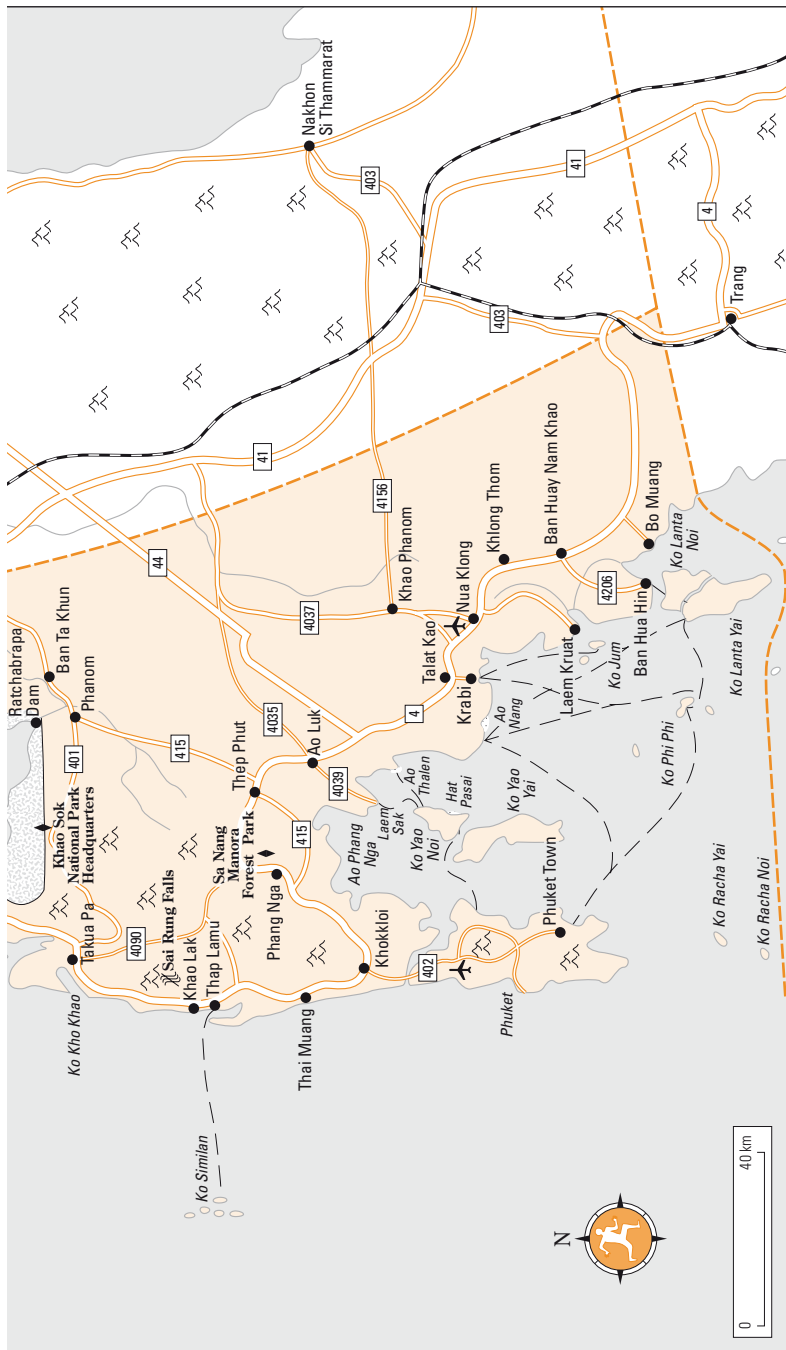 Nakhon
Si Thammarat
403
41
4
403
Trang
41
4156
44
Ratchabrapa
Dam
Ban Ta Khun
Phanom
401
415
4037
4035
Khao Phanom
Nua Klong
Khlong Thom
Ban Huay Nam Khao
Bo Muang
4206
Ban Hua Hin
Ko Lanta
Noi
Ko Lanta Yai
Talat Kao
Krabi
4
Laem Kruat
Ko Jum
Ao
Nang
Ko Phi Phi
Thep Phut
Ao Luk
4039
415
Ao
Thalen
Hat
Pasai
Ko Yao
Yai
Laem
Sak
Ko Yao
Noi
Ao Phang
Nga
Khao Sok
National Park
Headquarters
Sa Nang
Manora
Forest Park
Phang Nga
Takua Pa
4090
Sai Rung Falls
Khao Lak
Thap Lamu
Ko Kho Khao
Thai Muang
Khokkloi
402
Phuket Town
Phuket
Ko Racha Yai
Ko Racha Noi
Ko Similan
N
0
40 km